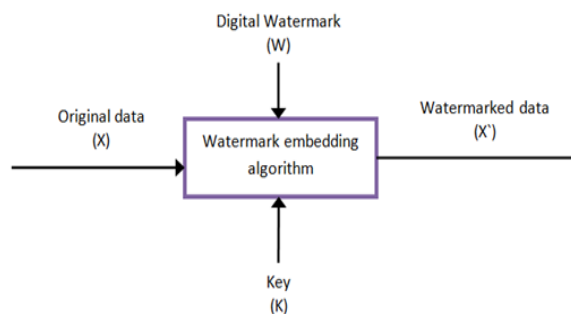 Digital Watermark
(W)
Original data
(X)
Watermark embedding
algorithm
Watermarked data
(X`)
Key
(K)